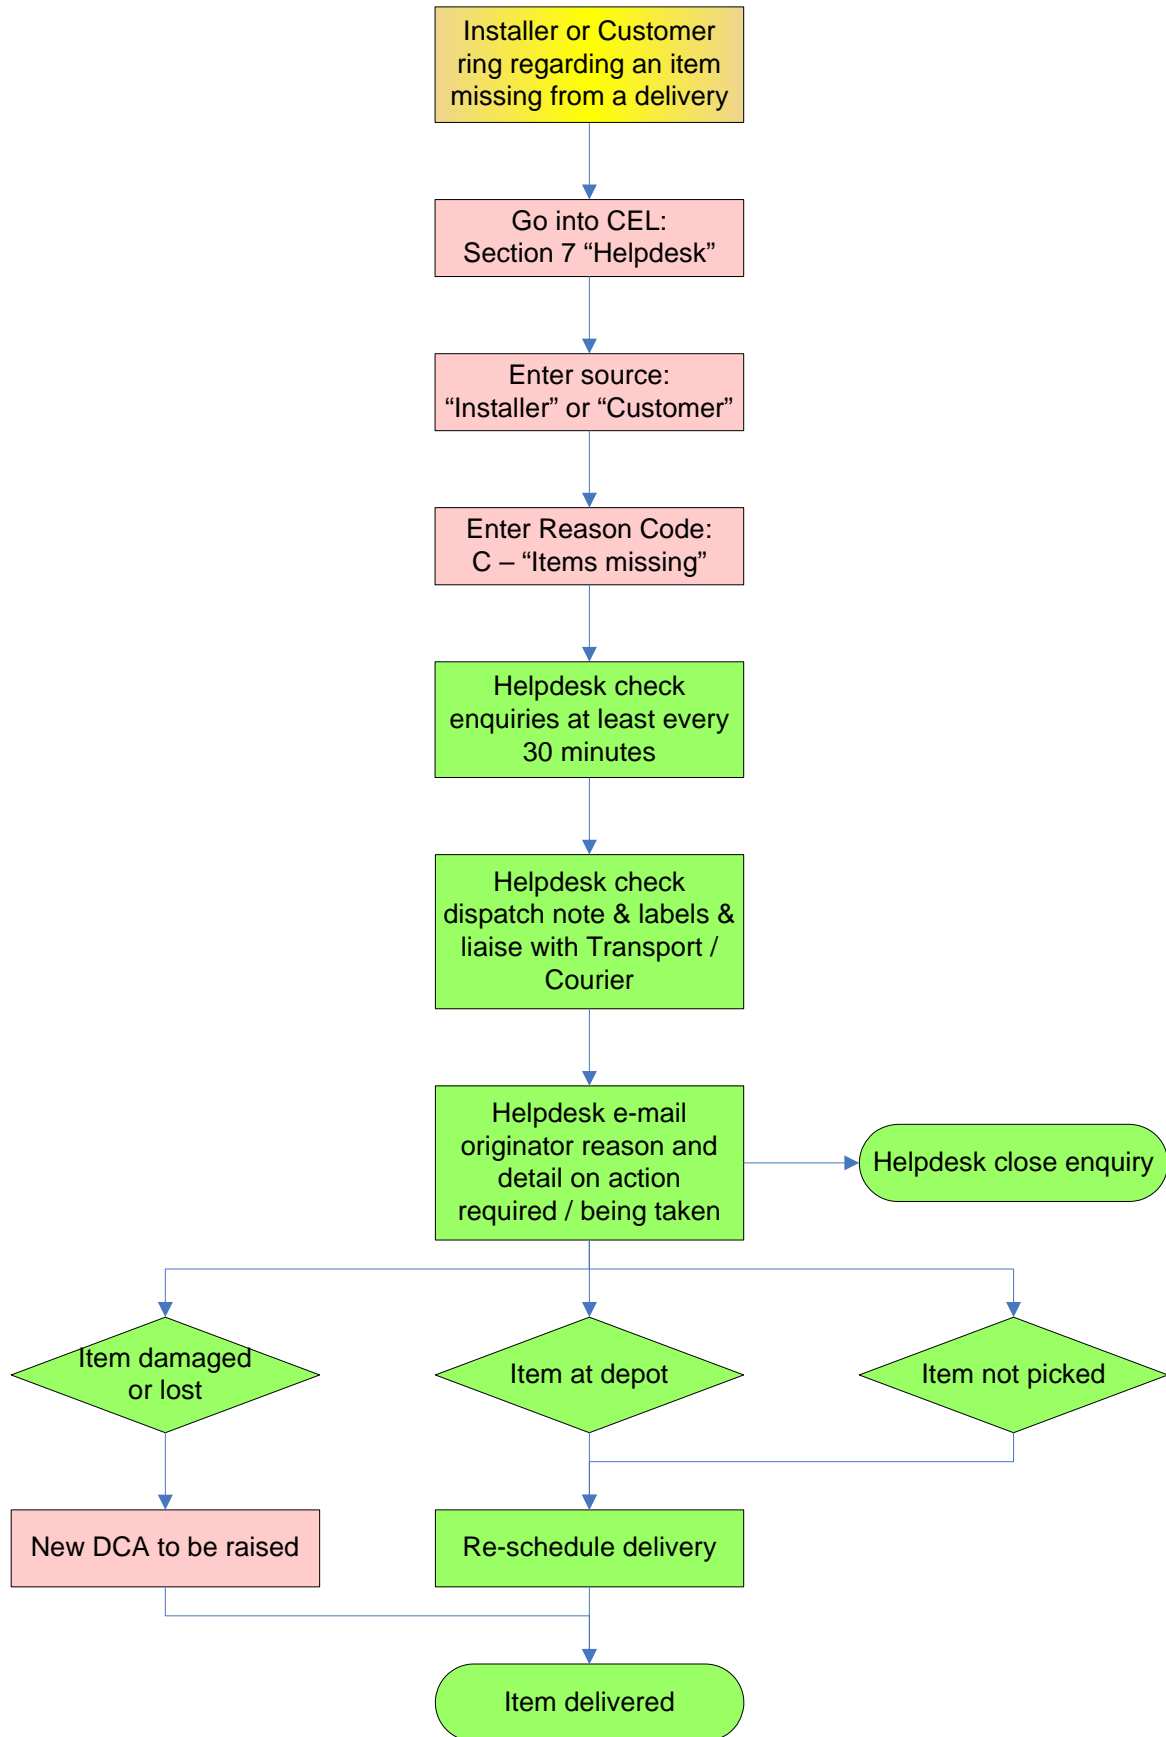 Installer or Customer
ring regarding an item
missing from a delivery
Go into CEL:
Section 7 “Helpdesk”
Enter source:
“Installer” or “Customer”
Enter Reason Code:
C – “Items missing”
Helpdesk check
enquiries at least every
30 minutes
Helpdesk check
dispatch note & labels &
liaise with Transport /
Courier
Helpdesk e-mail
originator reason and
detail on action
required / being taken
Helpdesk close enquiry
Item damaged
or lost
Item at depot
Item not picked
New DCA to be raised
Re-schedule delivery
Item delivered